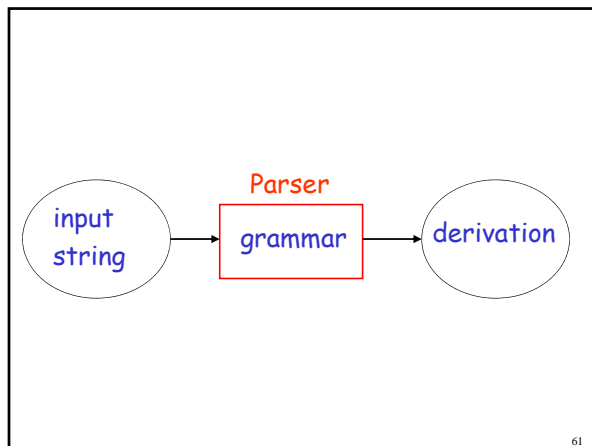 Parser
input
string
grammar
derivation
61